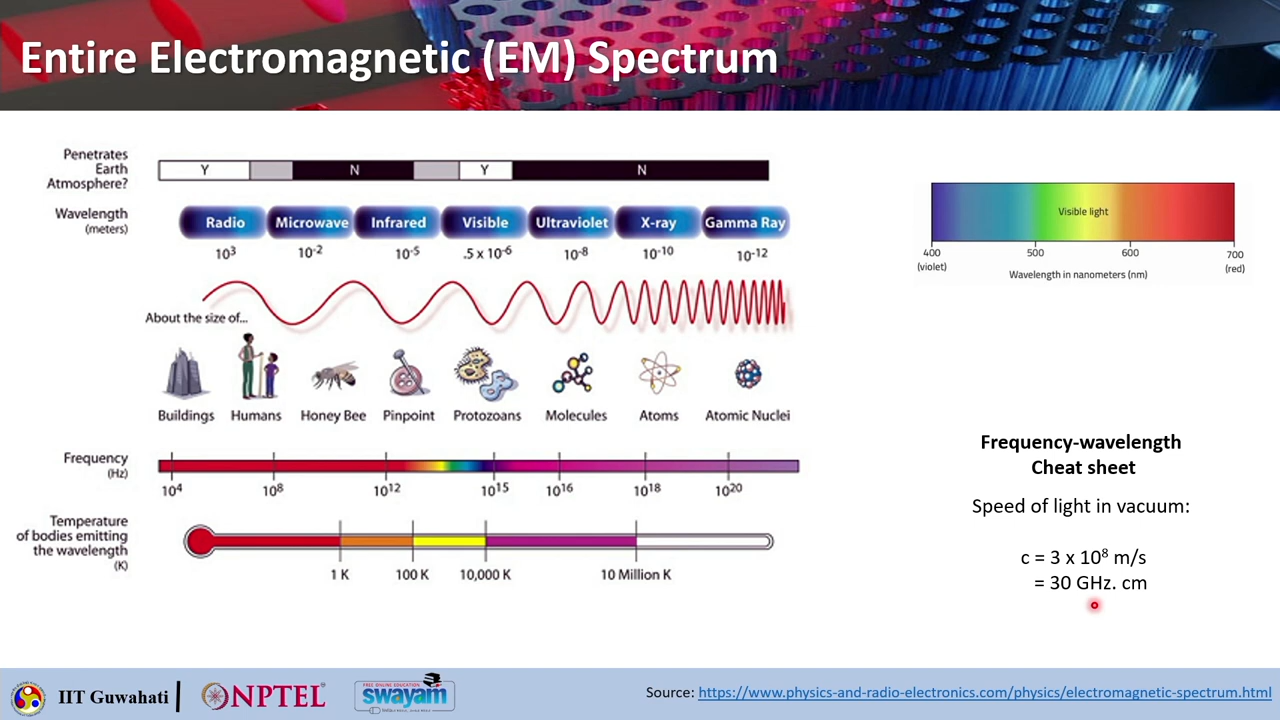 Entire Electromagnetic (EM) Spectrum
Penetrates
Earth
Atmosphere?
Y
N
Y
N
Wavelength
(meters)
Radio
Microwave
Infrared
Visible
Ultraviolet
X-ray
Gamma Ray
10³
10⁻²
10⁻⁵
.5 x 10⁻⁶
10⁻⁸
10⁻¹⁰
10⁻¹²
About the size of...
Buildings
Humans
Honey Bee
Pinpoint
Protozoans
Molecules
Atoms
Atomic Nuclei
Frequency
(Hz)
10⁴
10⁸
10¹²
10¹⁵
10¹⁶
10¹⁸
10²⁰
Temperature
of bodies emitting
the wavelength
(K)
1 K
100 K
10,000 K
10 Million K
Visible light
400
(violet)
500
600
700
(red)
Wavelength in nanometers (nm)
Frequency-wavelength
Cheat sheet
Speed of light in vacuum:
c = 3 x 10⁸ m/s
= 30 GHz. cm
IIT Guwahati
NPTEL
FREE ONLINE EDUCATION
swayam
Source: https://www.physics-and-radio-electronics.com/physics/electromagnetic-spectrum.html